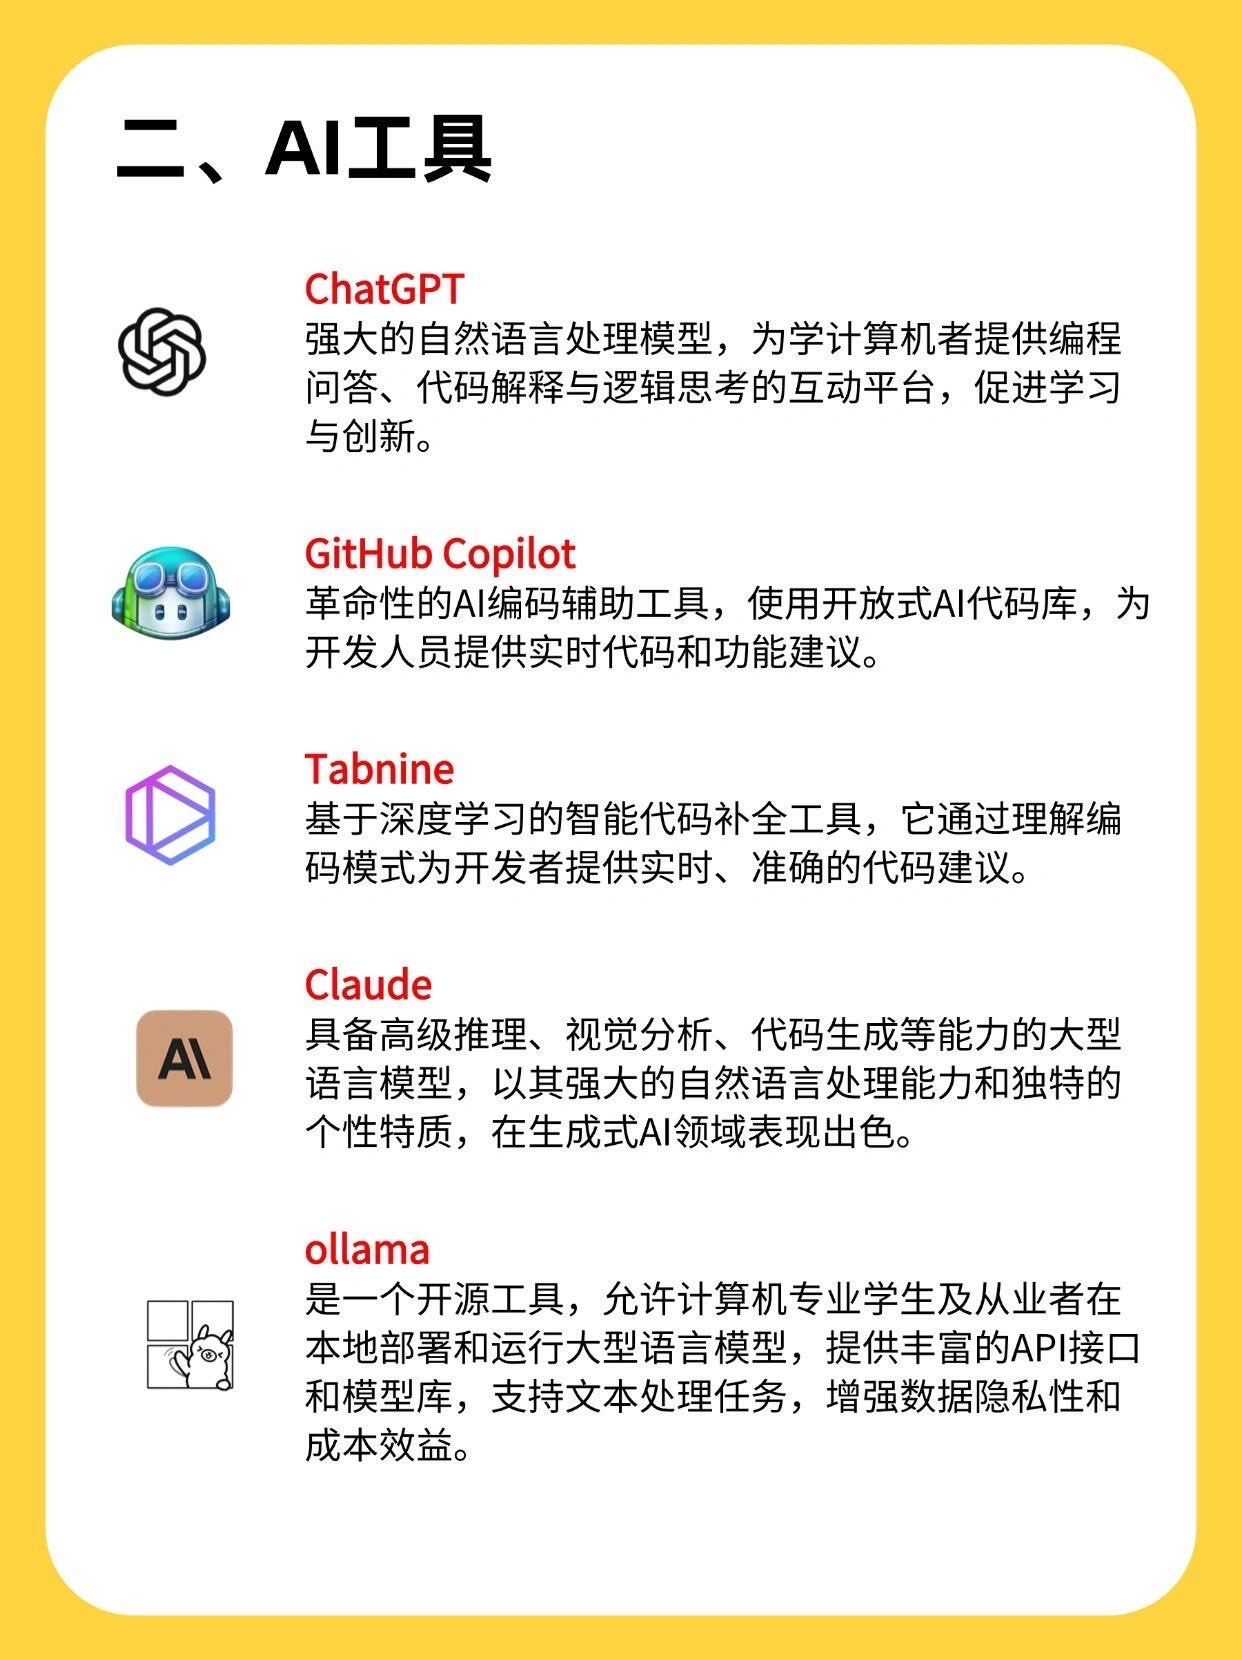 二、AI工具
ChatGPT
强大的自然语言处理模型，为学计算机者提供编程
问答、代码解释与逻辑思考的互动平台，促进学习
与创新。
GitHub Copilot
革命性的AI编码辅助工具，使用开放式AI代码库，为
开发人员提供实时代码和功能建议。
Tabnine
基于深度学习的智能代码补全工具，它通过理解编
码模式为开发者提供实时、准确的代码建议。
Claude
AI
具备高级推理、视觉分析、代码生成等能力的大型
语言模型，以其强大的自然语言处理能力和独特的
个性特质，在生成式AI领域表现出色。
ollama
是一个开源工具，允许计算机专业学生及从业者在
本地部署和运行大型语言模型，提供丰富的API接口
和模型库，支持文本处理任务，增强数据隐私性和
成本效益。